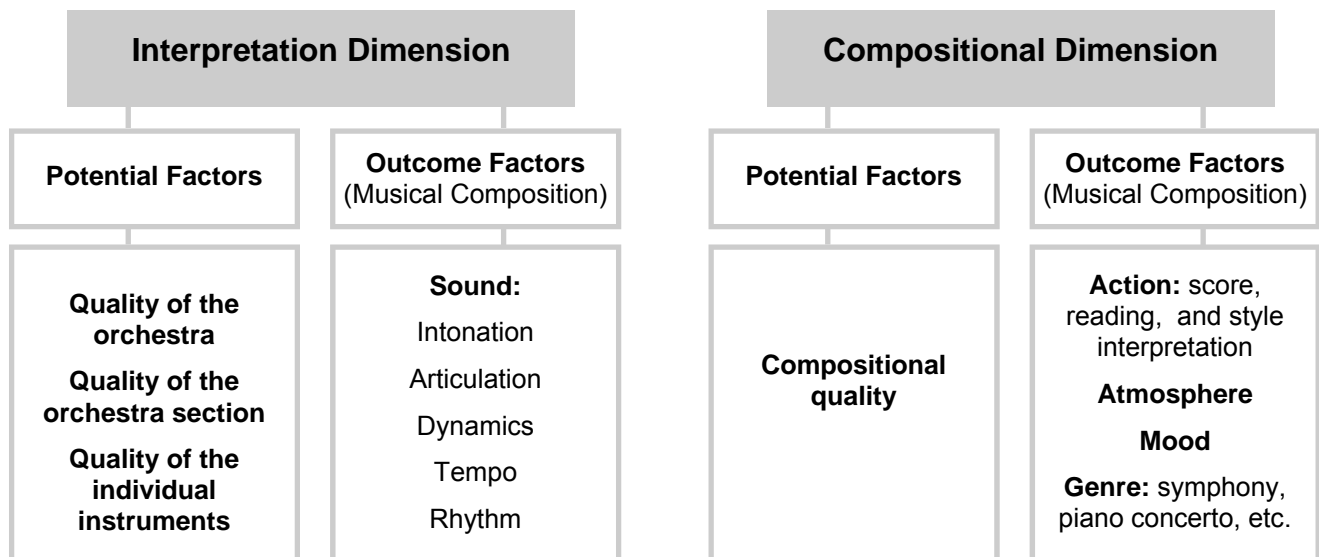 Interpretation Dimension
Potential Factors
Outcome Factors
(Musical Composition)
Quality of the
orchestra
Quality of the
orchestra section
Quality of the
individual
instruments
Sound:
Intonation
Articulation
Dynamics
Tempo
Rhythm
Compositional Dimension
Potential Factors
Outcome Factors
(Musical Composition)
Compositional
quality
Action: score,
reading, and style
interpretation
Atmosphere
Mood
Genre: symphony,
piano concerto, etc.